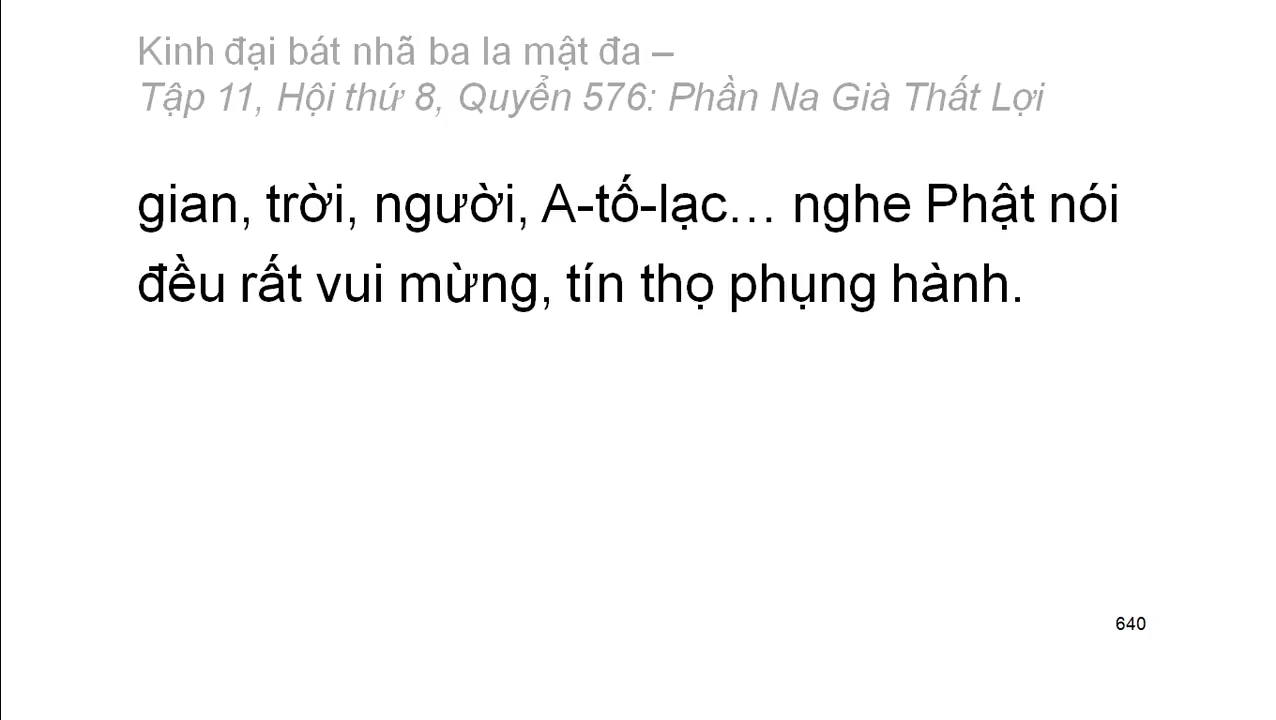 Kinh đại bát nhã ba la mật đa –
Tập 11, Hội thứ 8, Quyển 576: Phần Na Già Thất Lợi
gian, trời, người, A-tố-lạc… nghe Phật nói
đều rất vui mừng, tín thọ phụng hành.
640